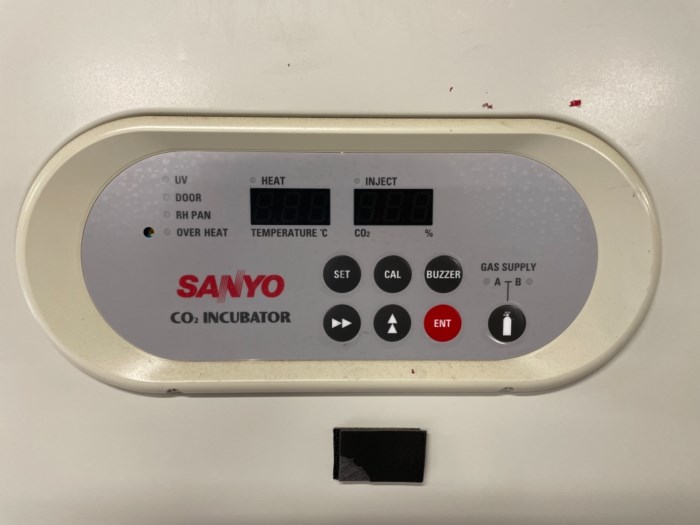 UV
DOOR
RH PAN
OVER HEAT
HEAT
TEMPERATURE °C
INJECT
CO₂ %
SANYO
CO₂ INCUBATOR
SET CAL BUZZER
ENT
GAS SUPPLY
A B